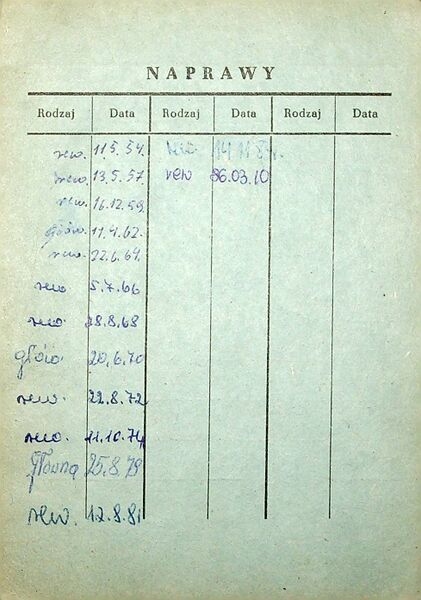 NAPRAWY
Rodzaj Data Rodzaj Data Rodzaj Data
rew. 11.5.54. rew 14 11 83r.
rew. 13.5.57. rew 86.03.10
rew. 16.12.59.
główn. 11.4.62.
rew. 22.6.64.
rew 5.7.66
rew. 28.8.68
główn. 20.6.70
rew. 22.8.72
rew. 11.10.74
główna 25.8.79
rew. 12.8.81